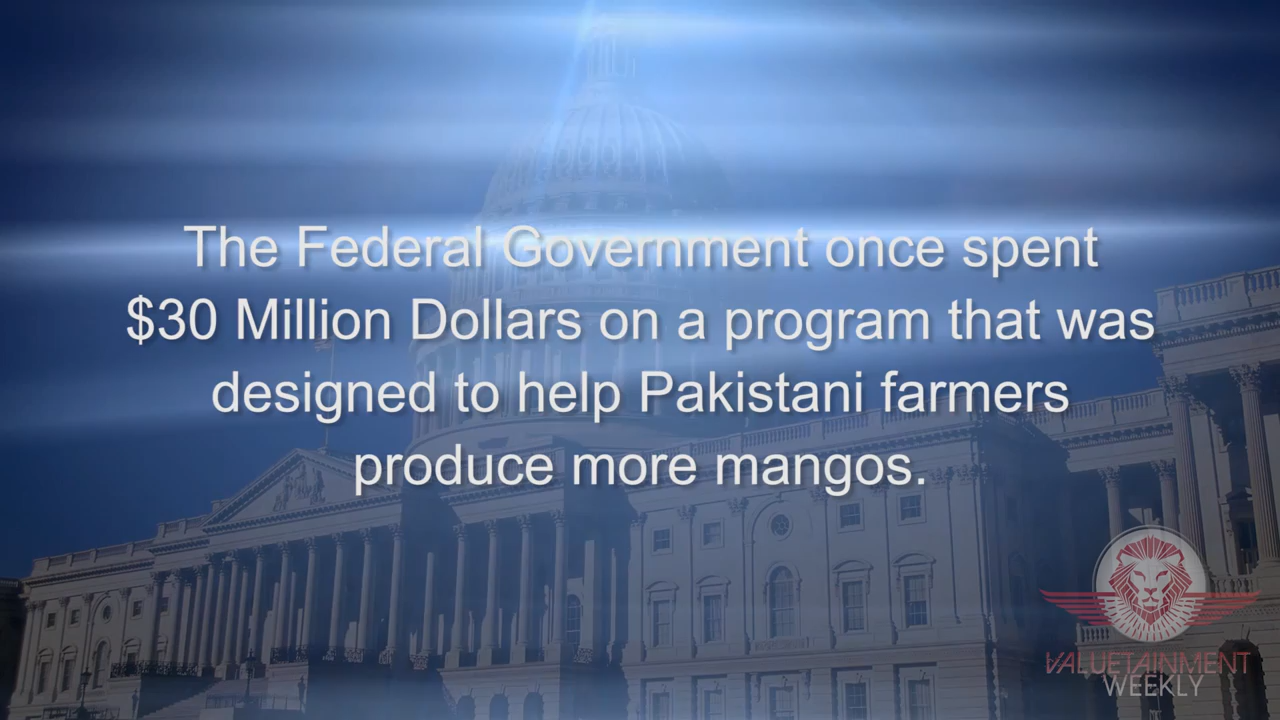 The Federal Government once spent
$30 Million Dollars on a program that was
designed to help Pakistani farmers
produce more mangos.
VALUETAINMENT
WEEKLY